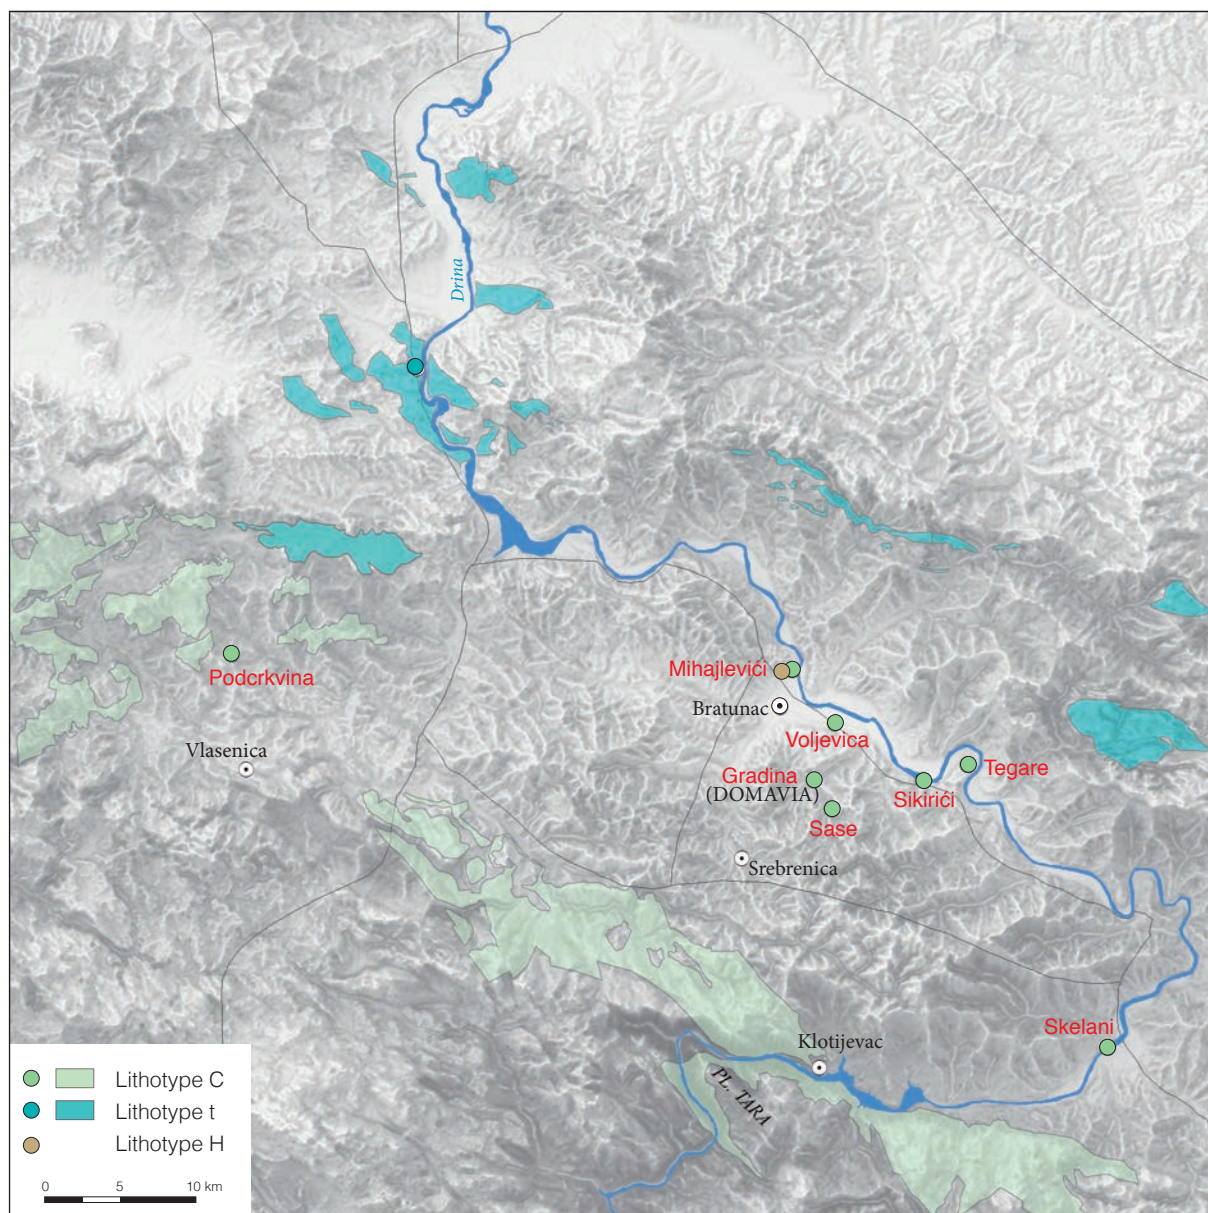 Drina
Podcrkvina
Mihajlevići
Bratunac
Vlasenica
Voljevica
Tegare
Gradina
(DOMAVIA)
Sikirići
Sase
Srebrenica
Skelani
Klotijevac
PL. TARA
Lithotype C
Lithotype t
Lithotype H
0 5 10 km